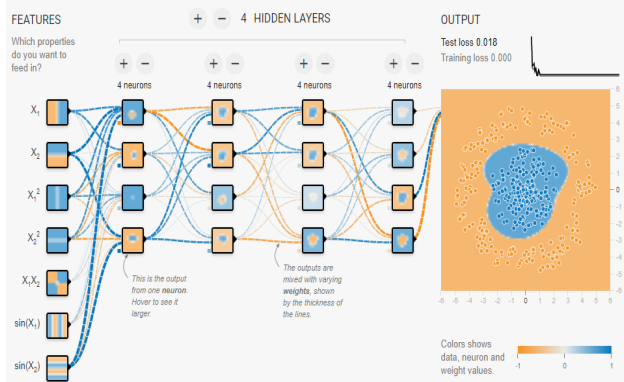 FEATURES
+ − 4 HIDDEN LAYERS
OUTPUT
Which properties
do you want to
feed in?
Test loss 0.018
Training loss 0.000
+ − + − + − + −
4 neurons 4 neurons 4 neurons 4 neurons
X₁
X₂
X₁²
X₂²
X₁X₂
sin(X₁)
sin(X₂)
This is the output
from one neuron.
Hover to see it
larger.
The outputs are
mixed with varying
weights, shown
by the thickness of
the lines.
6
5
4
3
2
1
0
-1
-2
-3
-4
-5
-6
-6 -5 -4 -3 -2 -1 0 1 2 3 4 5 6
Colors shows
data, neuron and
weight values.
-1 0 1